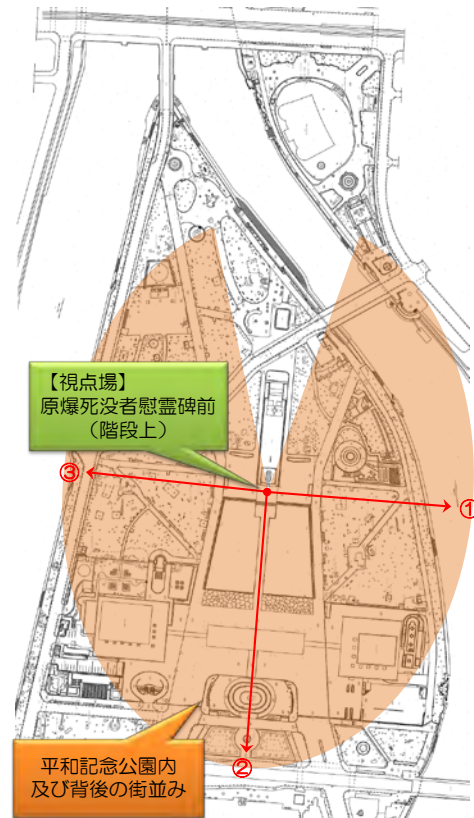 【視点場】
原爆死没者慰霊碑前
（階段上）
③
①
②
平和記念公園内
及び背後の街並み